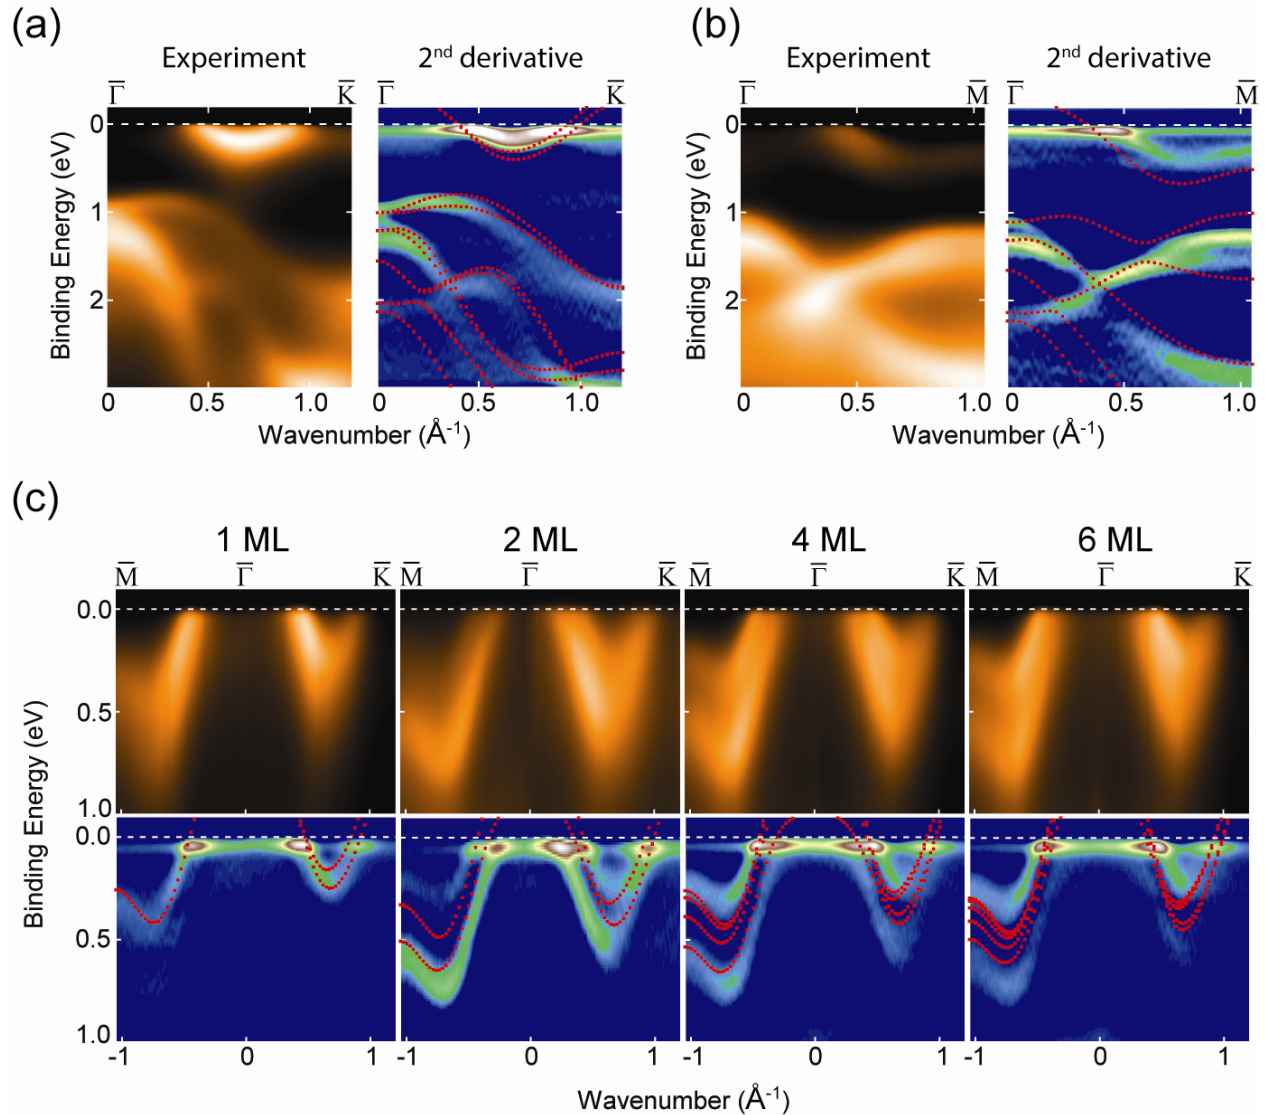 (a)
Experiment
2nd derivative
Γ̅ K̅ Γ̅ K̅
0
1
2
Binding Energy (eV)
0 0.5 1.0 0 0.5 1.0
Wavenumber (Å-1)
(b)
Experiment
2nd derivative
Γ̅ M̅ Γ̅ M̅
0
1
2
Binding Energy (eV)
0 0.5 1.0 0 0.5 1.0
Wavenumber (Å-1)
(c)
1 ML 2 ML 4 ML 6 ML
M̅ Γ̅ K̅ M̅ Γ̅ K̅ M̅ Γ̅ K̅ M̅ Γ̅ K̅
0.0
0.5
1.0
0.0
0.5
1.0
Binding Energy (eV)
-1 0 1 -1 0 1 -1 0 1 -1 0 1
Wavenumber (Å-1)